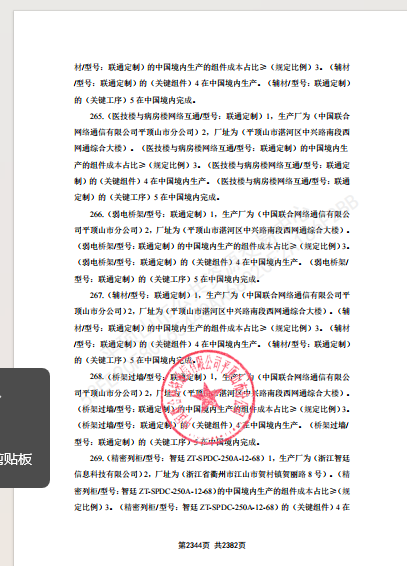 材/型号：联通定制）的中国境内生产的组件成本占比≥（规定比例）3。（辅材
/型号：联通定制）的（关键组件）4 在中国境内生产。（辅材/型号：联通定制）
的（关键工序）5 在中国境内完成。
265.（医技楼与病房楼网络互通/型号：联通定制）1，生产厂为（中国联合
网络通信有限公司平顶山市分公司）2，厂址为（平顶山市湛河区中兴路南段西
网通综合大楼）。（医技楼与病房楼网络互通/型号：联通定制）的中国境内生
产的组件成本占比≥（规定比例）3。（医技楼与病房楼网络互通/型号：联通定
制）的（关键组件）4 在中国境内生产。（医技楼与病房楼网络互通/型号：联通
定制）的（关键工序）5 在中国境内完成。
266.（弱电桥架/型号：联通定制）1，生产厂为（中国联合网络通信有限公
司平顶山市分公司）2，厂址为（平顶山市湛河区中兴路南段西网通综合大楼）。
（弱电桥架/型号：联通定制）的中国境内生产的组件成本占比≥（规定比例）3。
（弱电桥架/型号：联通定制）的（关键组件）4 在中国境内生产。（弱电桥架/
型号：联通定制）的（关键工序）5 在中国境内完成。
267.（辅材/型号：联通定制）1，生产厂为（中国联合网络通信有限公司平
顶山市分公司）2，厂址为（平顶山市湛河区中兴路南段西网通综合大楼）。（辅
材/型号：联通定制）的中国境内生产的组件成本占比≥（规定比例）3。（辅材
/型号：联通定制）的（关键组件）4 在中国境内生产。（辅材/型号：联通定制）
的（关键工序）5 在中国境内完成。
268.（桥架过墙/型号：联通定制）1，生产厂为（中国联合网络通信有限公
司平顶山市分公司）2，厂址为（平顶山市湛河区中兴路南段西网通综合大楼）。
（桥架过墙/型号：联通定制）的中国境内生产的组件成本占比≥（规定比例）3。
（桥架过墙/型号：联通定制）的（关键组件）4 在中国境内生产。（桥架过墙/
型号：联通定制）的（关键工序）5 在中国境内完成。
269.（精密列柜/型号：智廷 ZT-SPDC-250A-12-68）1，生产厂为（浙江智廷
信息科技有限公司）2，厂址为（浙江省衢州市江山市贺村镇贺丽路 8 号）。（精
密列柜/型号：智廷 ZT-SPDC-250A-12-68)的中国境内生产的组件成本占比≥（规
定比例）3。（精密列柜/型号：智廷 ZT-SPDC-250A-12-68）的（关键组件）4 在
剪贴板
第2344页 共2382页